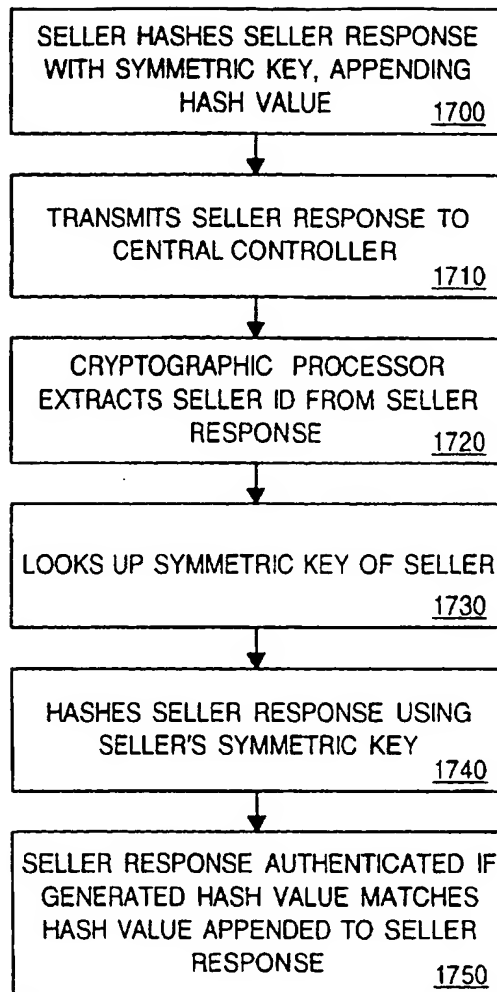 SELLER HASHES SELLER RESPONSE
WITH SYMMETRIC KEY, APPENDING
HASH VALUE
1700
TRANSMITS SELLER RESPONSE TO
CENTRAL CONTROLLER
1710
CRYPTOGRAPHIC PROCESSOR
EXTRACTS SELLER ID FROM SELLER
RESPONSE
1720
LOOKS UP SYMMETRIC KEY OF SELLER
1730
HASHES SELLER RESPONSE USING
SELLER'S SYMMETRIC KEY
1740
SELLER RESPONSE AUTHENTICATED IF
GENERATED HASH VALUE MATCHES
HASH VALUE APPENDED TO SELLER
RESPONSE
1750